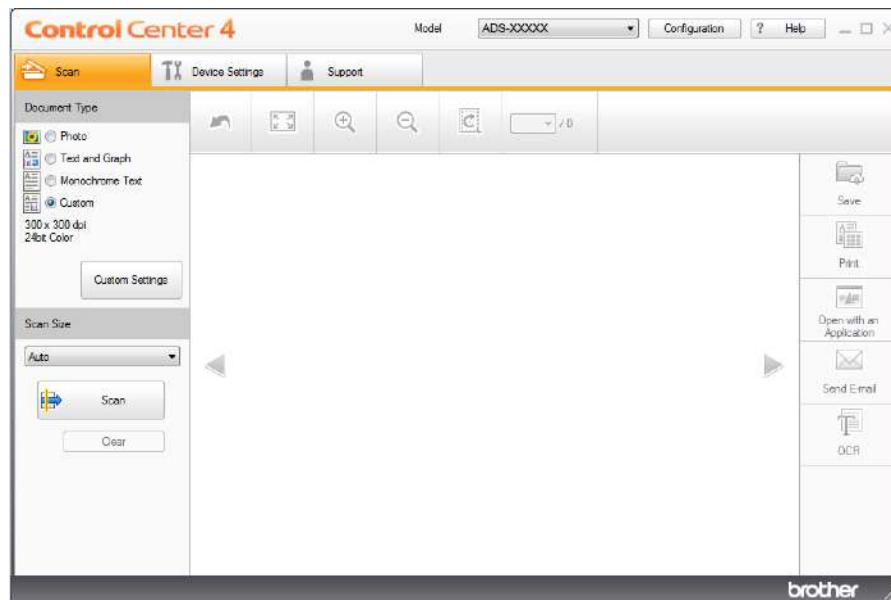 Control Center 4
Model ADS-XXXXX Configuration ? Help
Scan Device Settings Support
Document Type
Photo
Text and Graph
Monochrome Text
Custom
300 x 300 dpi
24bit Color
Custom Settings
Scan Size
Auto
Scan
Clear
/ 0
Save
Print
Open with an
Application
Send E-mail
OCR
brother